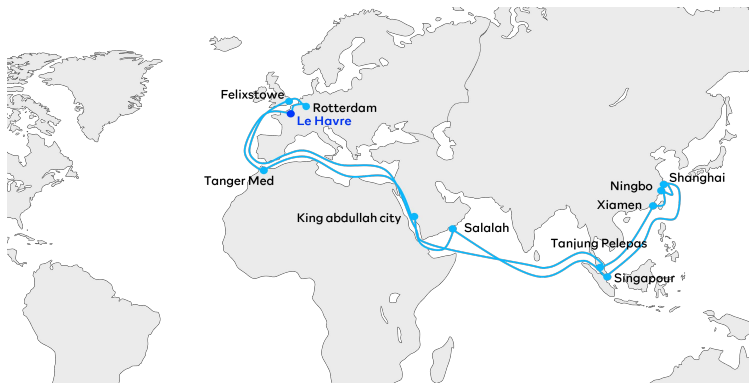 Felixstowe
Rotterdam
Le Havre
Tanger Med
King abdullah city
Salalah
Ningbo
Shanghai
Xiamen
Tanjung Pelepas
Singapour